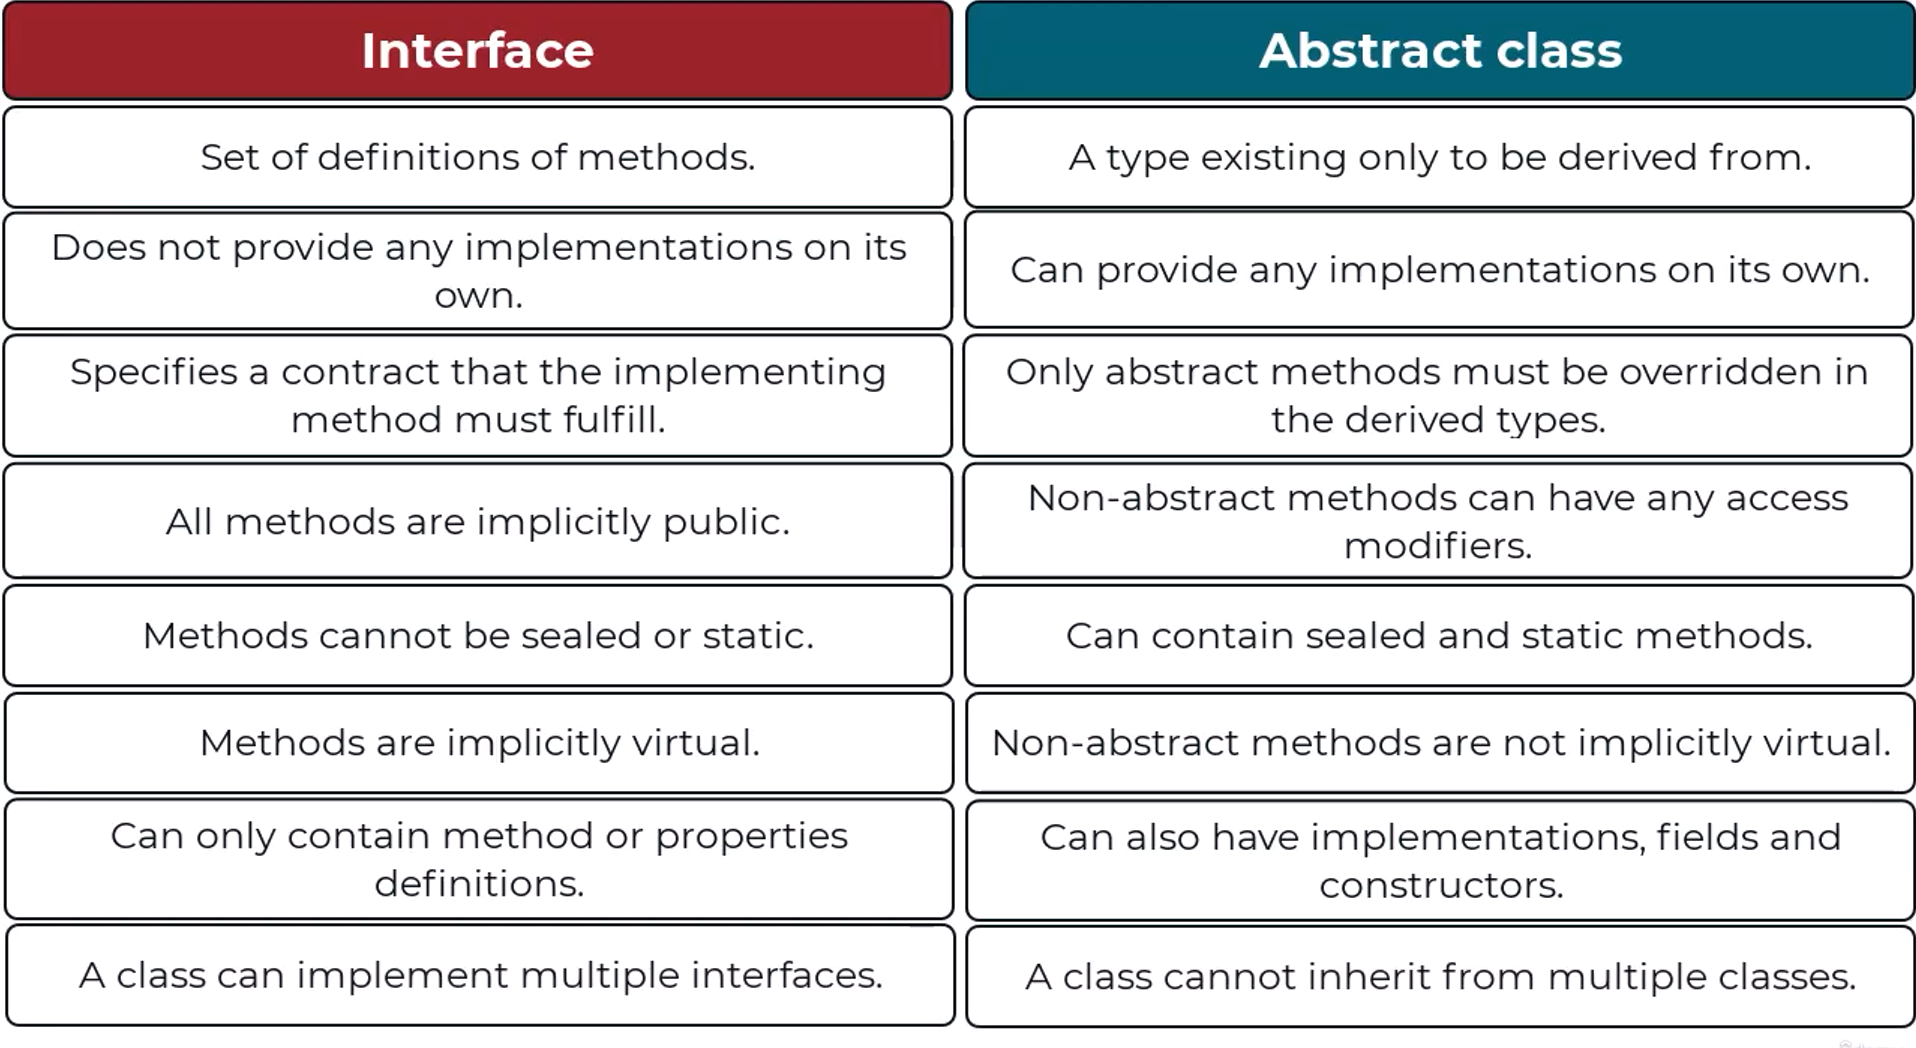 Interface
Abstract class
Set of definitions of methods.
A type existing only to be derived from.
Does not provide any implementations on its
own.
Can provide any implementations on its own.
Specifies a contract that the implementing
method must fulfill.
Only abstract methods must be overridden in
the derived types.
All methods are implicitly public.
Non-abstract methods can have any access
modifiers.
Methods cannot be sealed or static.
Can contain sealed and static methods.
Methods are implicitly virtual.
Non-abstract methods are not implicitly virtual.
Can only contain method or properties
definitions.
Can also have implementations, fields and
constructors.
A class can implement multiple interfaces.
A class cannot inherit from multiple classes.